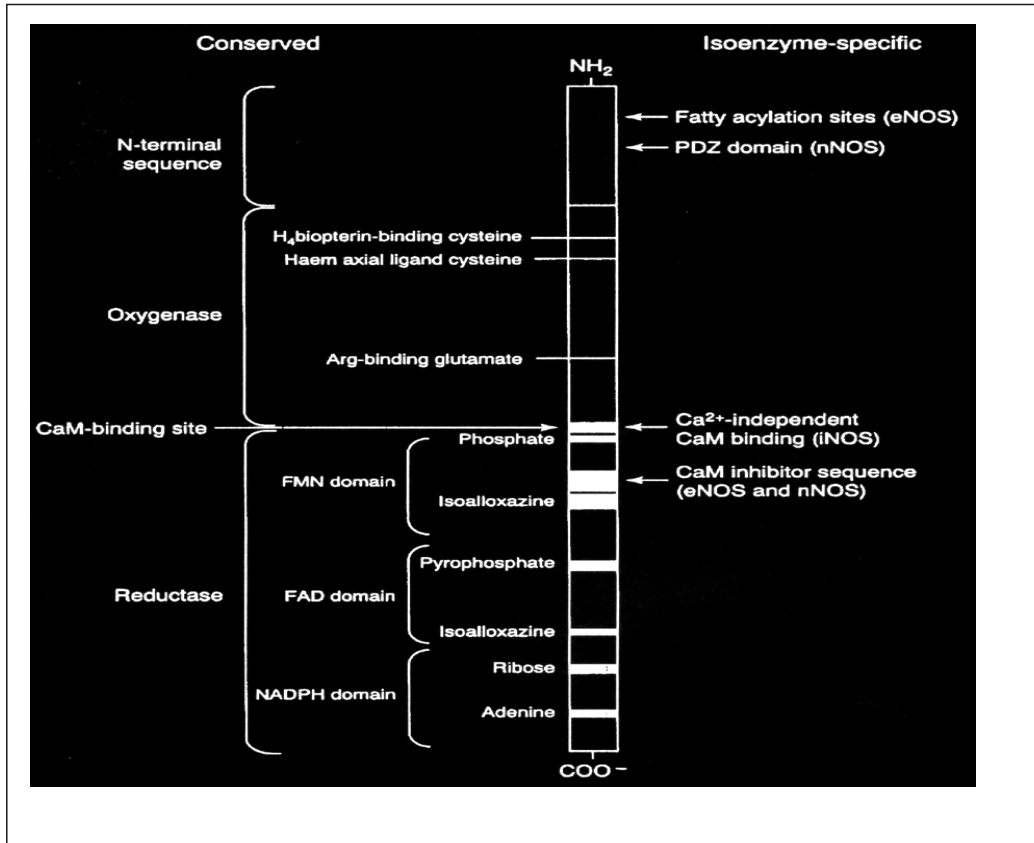 Conserved
Isoenzyme-specific
NH₂
Fatty acylation sites (eNOS)
N-terminal
sequence
PDZ domain (nNOS)
H₄biopterin-binding cysteine
Haem axial ligand cysteine
Oxygenase
Arg-binding glutamate
CaM-binding site
Ca²⁺-independent
CaM binding (iNOS)
Phosphate
FMN domain
CaM inhibitor sequence
(eNOS and nNOS)
Isoalloxazine
Pyrophosphate
Reductase
FAD domain
Isoalloxazine
Ribose
NADPH domain
Adenine
COO⁻